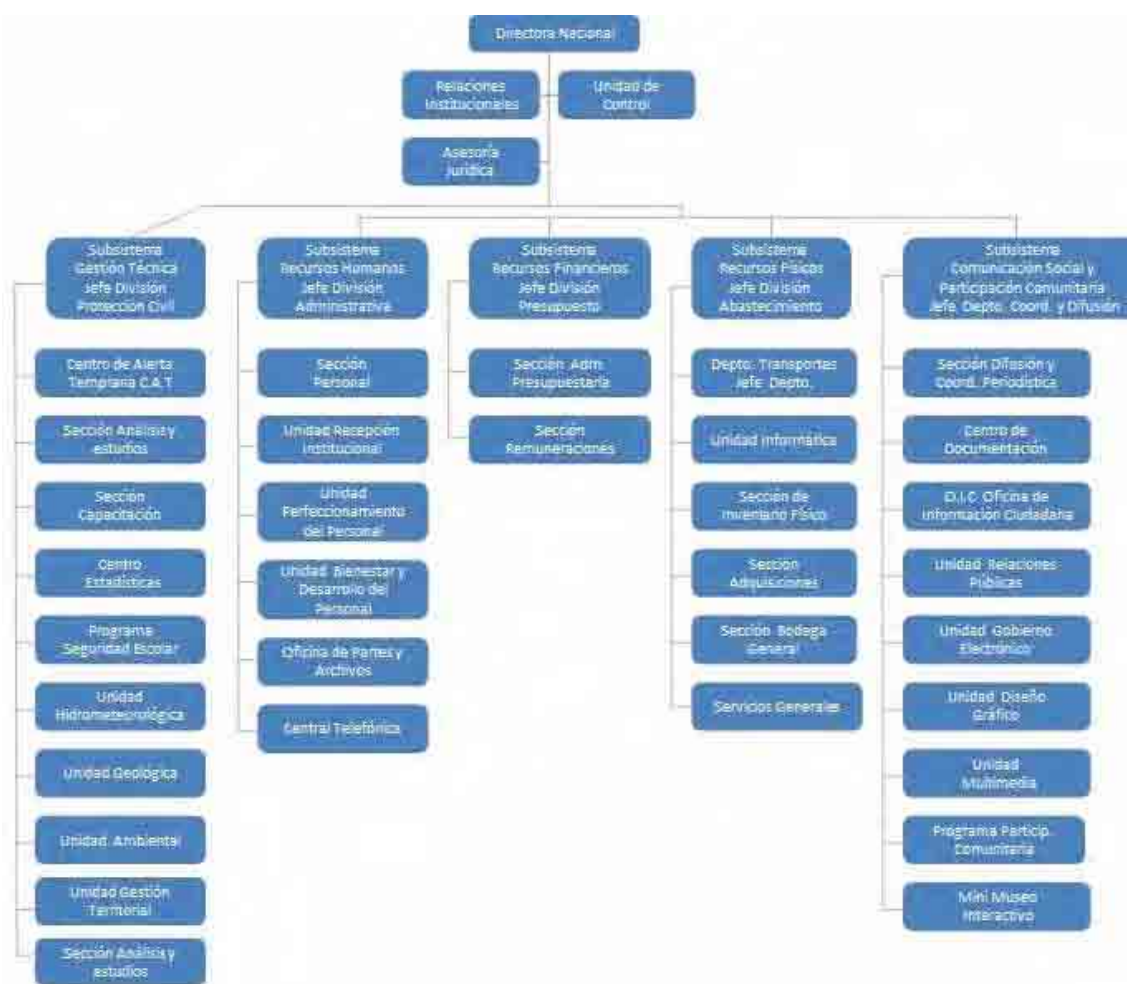 Directora Nacional
Relaciones
Institucionales
Unidad de
Control
Asesoría
Jurídica
Subsistema
Gestión Técnica
Jefe División
Protección Civil
Centro de Alerta
Temprana C.A.T
Sección Análisis y
estudios
Sección
Capacitación
Centro
Estadísticas
Programa
Seguridad Escolar
Unidad
Hidrometeorológica
Unidad Geológica
Unidad Ambiental
Unidad Gestión
Territorial
Sección Análisis y
estudios
Subsistema
Recursos Humanos
Jefe División
Administrativa
Sección
Personal
Unidad Recepción
Institucional
Unidad
Perfeccionamiento
del Personal
Unidad Bienestar y
Desarrollo del
Personal
Oficina de Partes y
Archivos
Central Telefónica
Subsistema
Recursos Financieros
Jefe División
Presupuesto
Sección Adm.
Presupuestaria
Sección
Remuneraciones
Subsistema
Recursos Físicos
Jefe División
Abastecimiento
Depto. Transportes
Jefe Depto.
Unidad Informática
Sección de
Inventario Físico
Sección
Adquisiciones
Sección Bodega
General
Servicios Generales
Subsistema
Comunicación Social y
Participación Comunitaria
Jefe Depto. Coord. y Difusión
Sección Difusión y
Coord. Periodística
Centro de
Documentación
O.I.C Oficina de
Información Ciudadana
Unidad Relaciones
Públicas
Unidad Gobierno
Electrónico
Unidad Diseño
Gráfico
Unidad
Multimedia
Programa Particip.
Comunitaria
Mini Museo
Interactivo